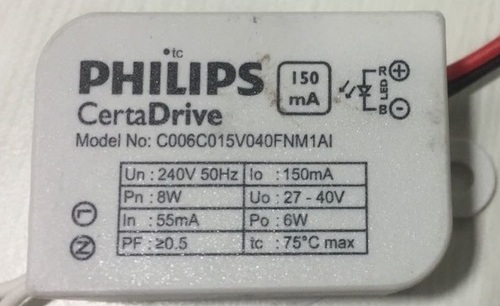 tc
PHILIPS
CertaDrive
150
mA
R +
LED
B -
Model No: C006C015V040FNM1AI
Un : 240V 50Hz Io : 150mA
Pn : 8W Uo : 27 - 40V
In : 55mA Po : 6W
PF : ≥0.5 tc : 75°C max
L
N